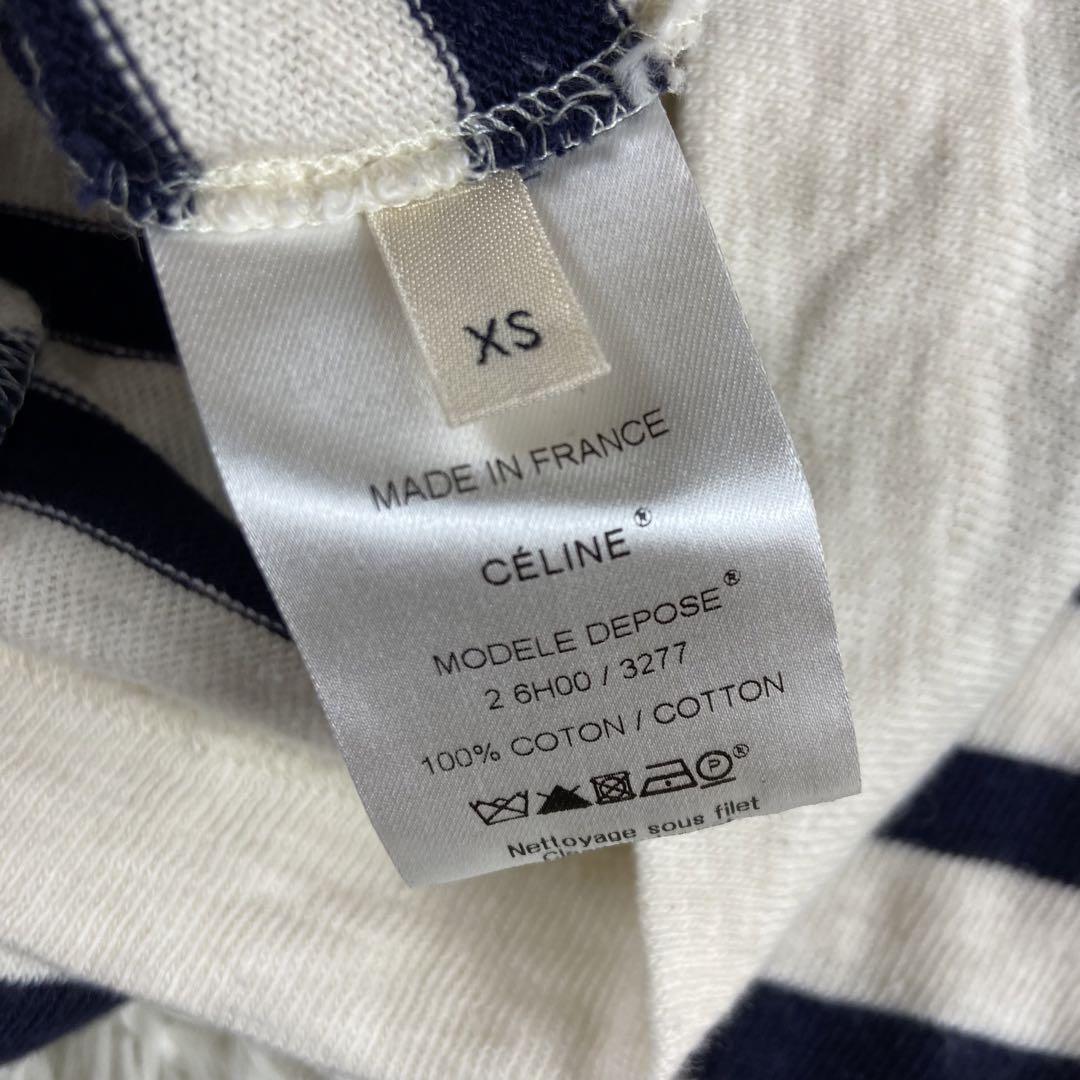 XS
MADE IN FRANCE
CÉLINE®
MODELE DEPOSE®
2 6H00 / 3277
100% COTON / COTTON
P®
Nettoyage sous filet